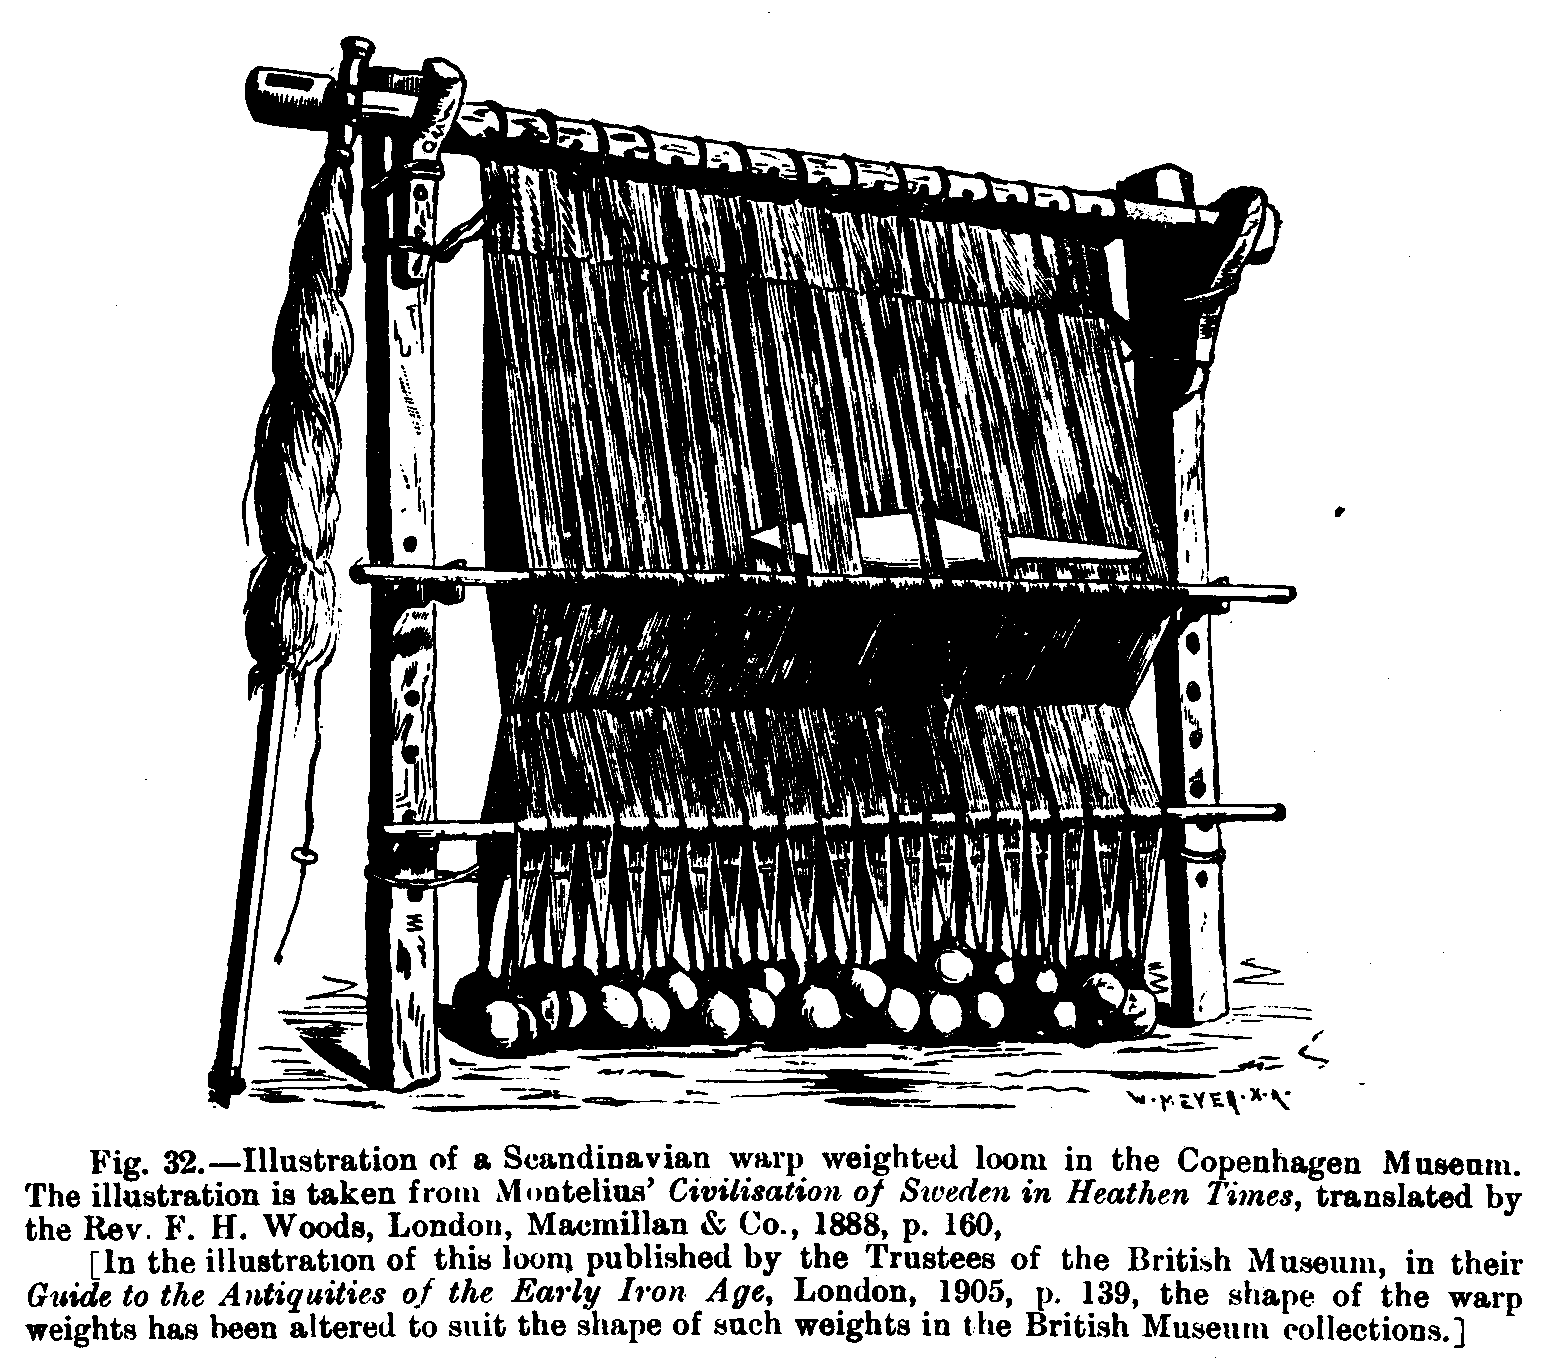 W. MEYER. X. A.
Fig. 32.—Illustration of a Scandinavian warp weighted loom in the Copenhagen Museum.
The illustration is taken from Montelius’ Civilisation of Sweden in Heathen Times, translated by
the Rev. F. H. Woods, London, Macmillan & Co., 1888, p. 160,
[In the illustration of this loom published by the Trustees of the British Museum, in their
Guide to the Antiquities of the Early Iron Age, London, 1905, p. 139, the shape of the warp
weights has been altered to suit the shape of such weights in the British Museum collections.]